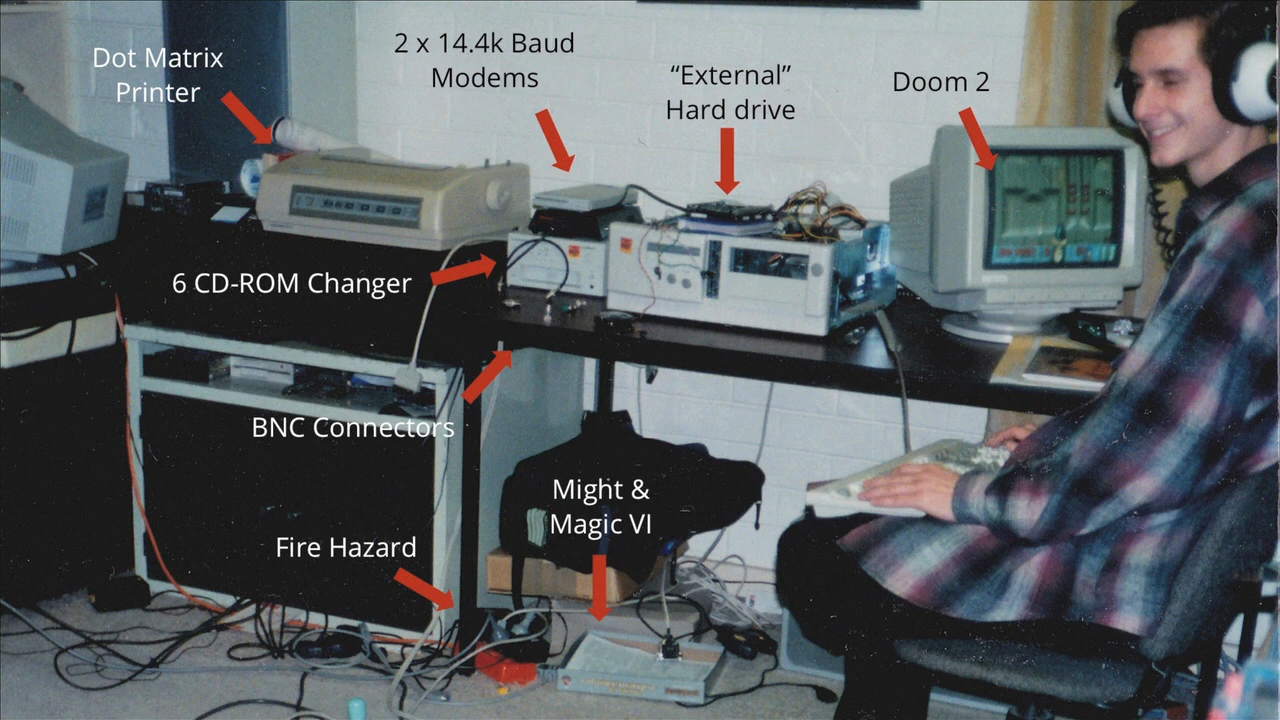 Dot Matrix
Printer
2 x 14.4k Baud
Modems
“External”
Hard drive
Doom 2
6 CD-ROM Changer
BNC Connectors
Might &
Magic VI
Fire Hazard